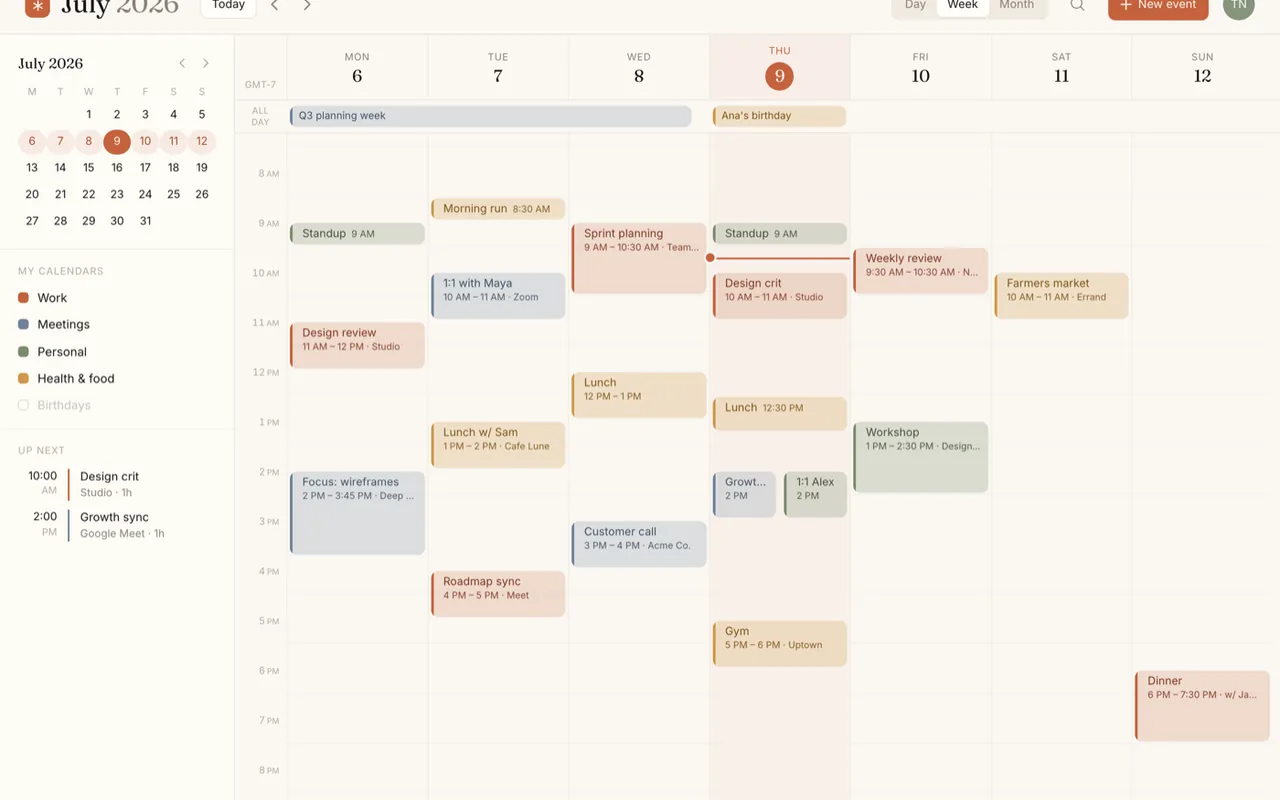 July 2026
Today
Day Week Month
+ New event
TN
July 2026
M T W T F S S
1 2 3 4 5
6 7 8 9 10 11 12
13 14 15 16 17 18 19
20 21 22 23 24 25 26
27 28 29 30 31
MY CALENDARS
Work
Meetings
Personal
Health & food
Birthdays
UP NEXT
10:00 AM
Design crit
Studio · 1h
2:00 PM
Growth sync
Google Meet · 1h
GMT-7
MON 6
TUE 7
WED 8
THU 9
FRI 10
SAT 11
SUN 12
ALL DAY
Q3 planning week
Ana's birthday
8 AM
9 AM
10 AM
11 AM
12 PM
1 PM
2 PM
3 PM
4 PM
5 PM
6 PM
7 PM
8 PM
Standup 9 AM
Design review
11 AM – 12 PM · Studio
Focus: wireframes
2 PM – 3:45 PM · Deep ...
Morning run 8:30 AM
1:1 with Maya
10 AM – 11 AM · Zoom
Lunch w/ Sam
1 PM – 2 PM · Cafe Lune
Roadmap sync
4 PM – 5 PM · Meet
Sprint planning
9 AM – 10:30 AM · Team...
Lunch
12 PM – 1 PM
Customer call
3 PM – 4 PM · Acme Co.
Standup 9 AM
Design crit
10 AM – 11 AM · Studio
Lunch 12:30 PM
Growt...
2 PM
1:1 Alex
2 PM
Gym
5 PM – 6 PM · Uptown
Weekly review
9:30 AM – 10:30 AM · N...
Workshop
1 PM – 2:30 PM · Design...
Farmers market
10 AM – 11 AM · Errand
Dinner
6 PM – 7:30 PM · w/ Ja...